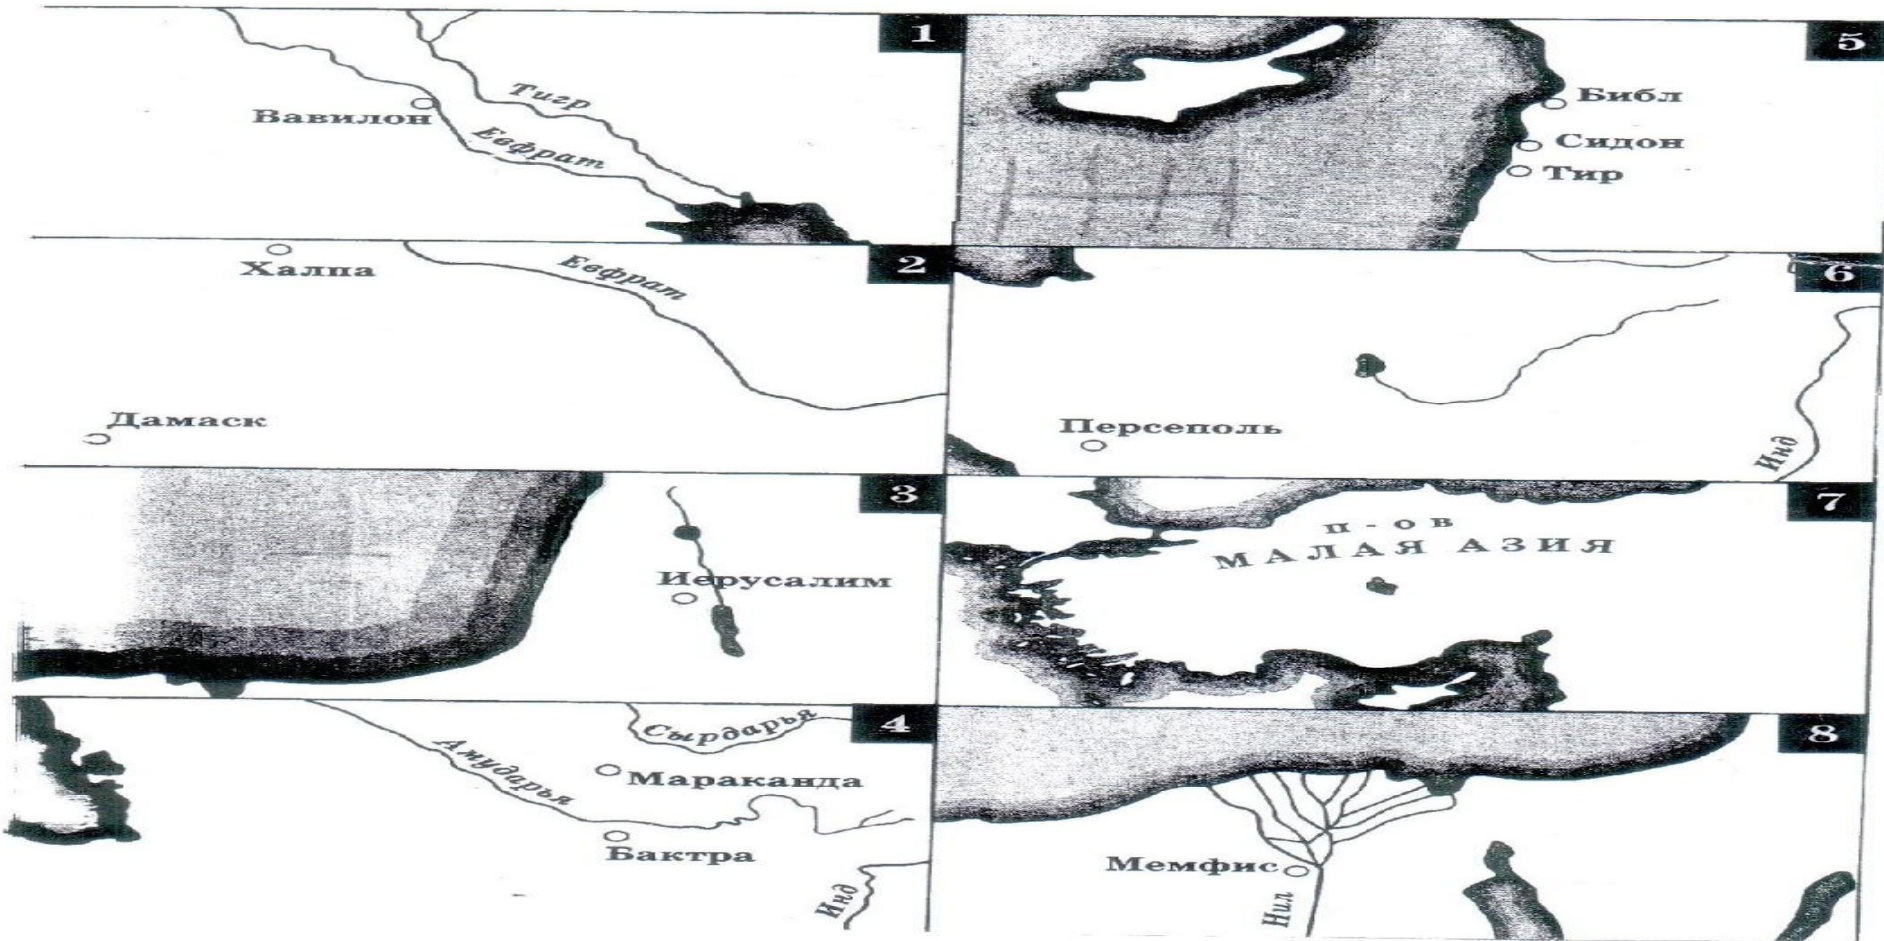 1
Тигр
Вавилон
Евфрат
2
Халпа
Евфрат
Дамаск
3
Иерусалим
4
Сырдарья
Амударья
Мараканда
Бактра
Инд
5
Библ
Сидон
Тир
6
Персеполь
Инд
7
п-ов
МАЛАЯ АЗИЯ
8
Мемфис
Нил